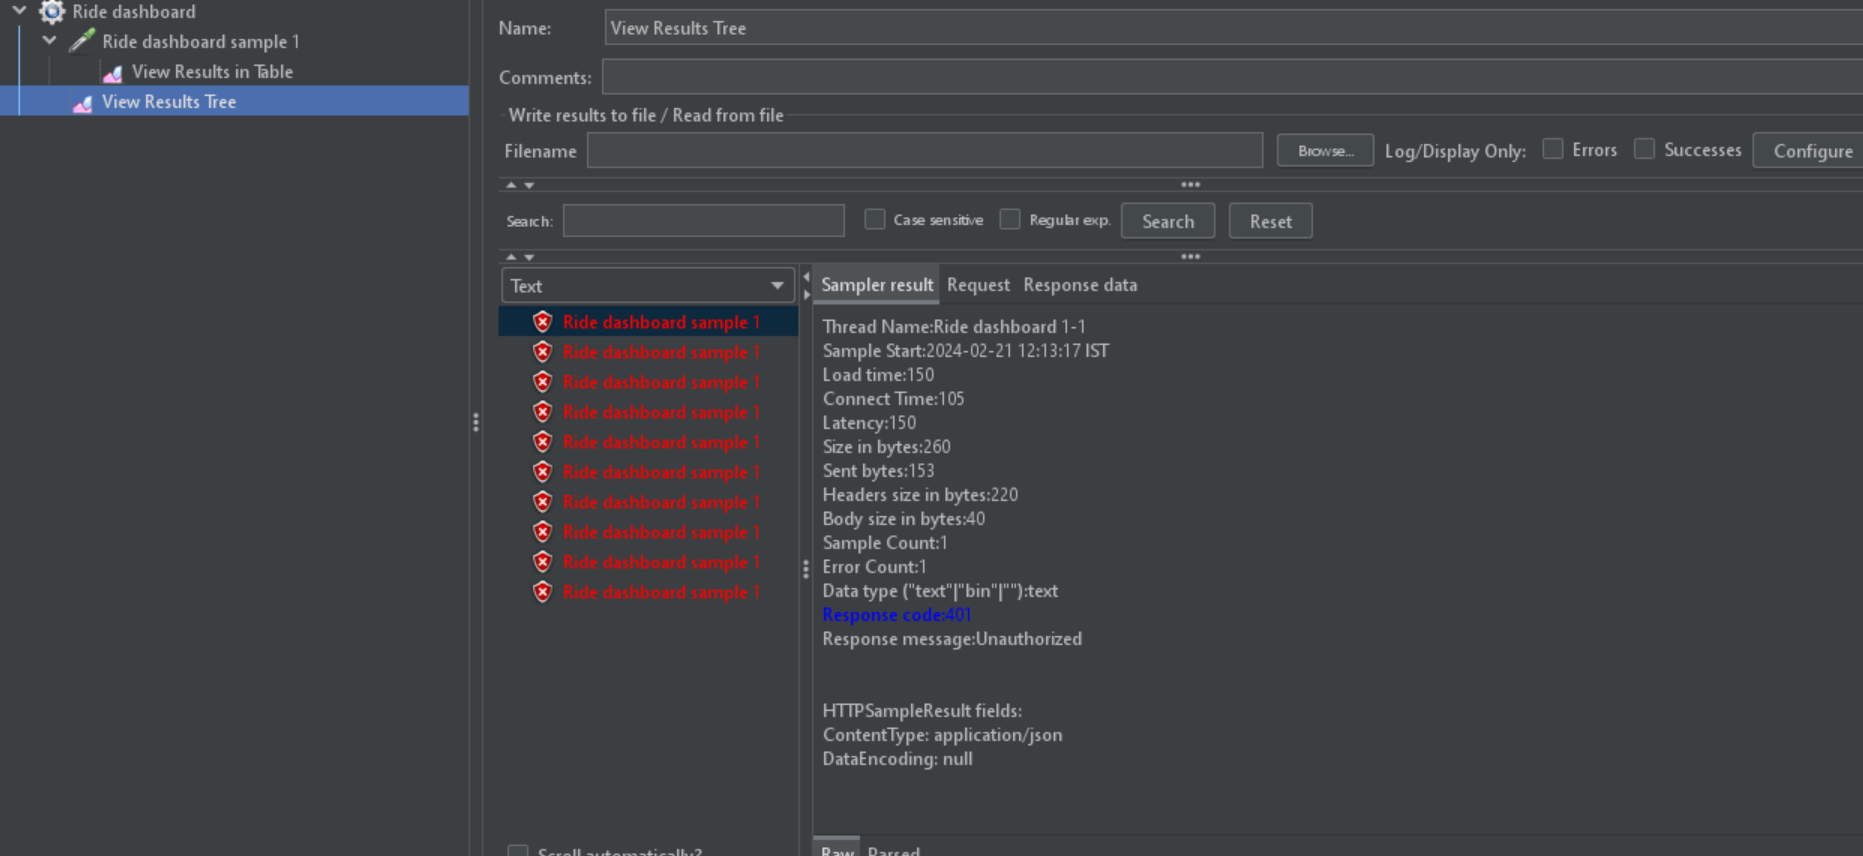 Ride dashboard
Ride dashboard sample 1
View Results in Table
View Results Tree
Name: View Results Tree
Comments:
Write results to file / Read from file
Filename Browse... Log/Display Only: Errors Successes Configure
Search: Case sensitive Regular exp. Search Reset
Text
Ride dashboard sample 1
Ride dashboard sample 1
Ride dashboard sample 1
Ride dashboard sample 1
Ride dashboard sample 1
Ride dashboard sample 1
Ride dashboard sample 1
Ride dashboard sample 1
Ride dashboard sample 1
Ride dashboard sample 1
Scroll automatically?
Sampler result Request Response data
Thread Name:Ride dashboard 1-1
Sample Start:2024-02-21 12:13:17 IST
Load time:150
Connect Time:105
Latency:150
Size in bytes:260
Sent bytes:153
Headers size in bytes:220
Body size in bytes:40
Sample Count:1
Error Count:1
Data type ("text"|"bin"|""):text
Response code:401
Response message:Unauthorized
HTTPSampleResult fields:
ContentType: application/json
DataEncoding: null
Raw Parsed